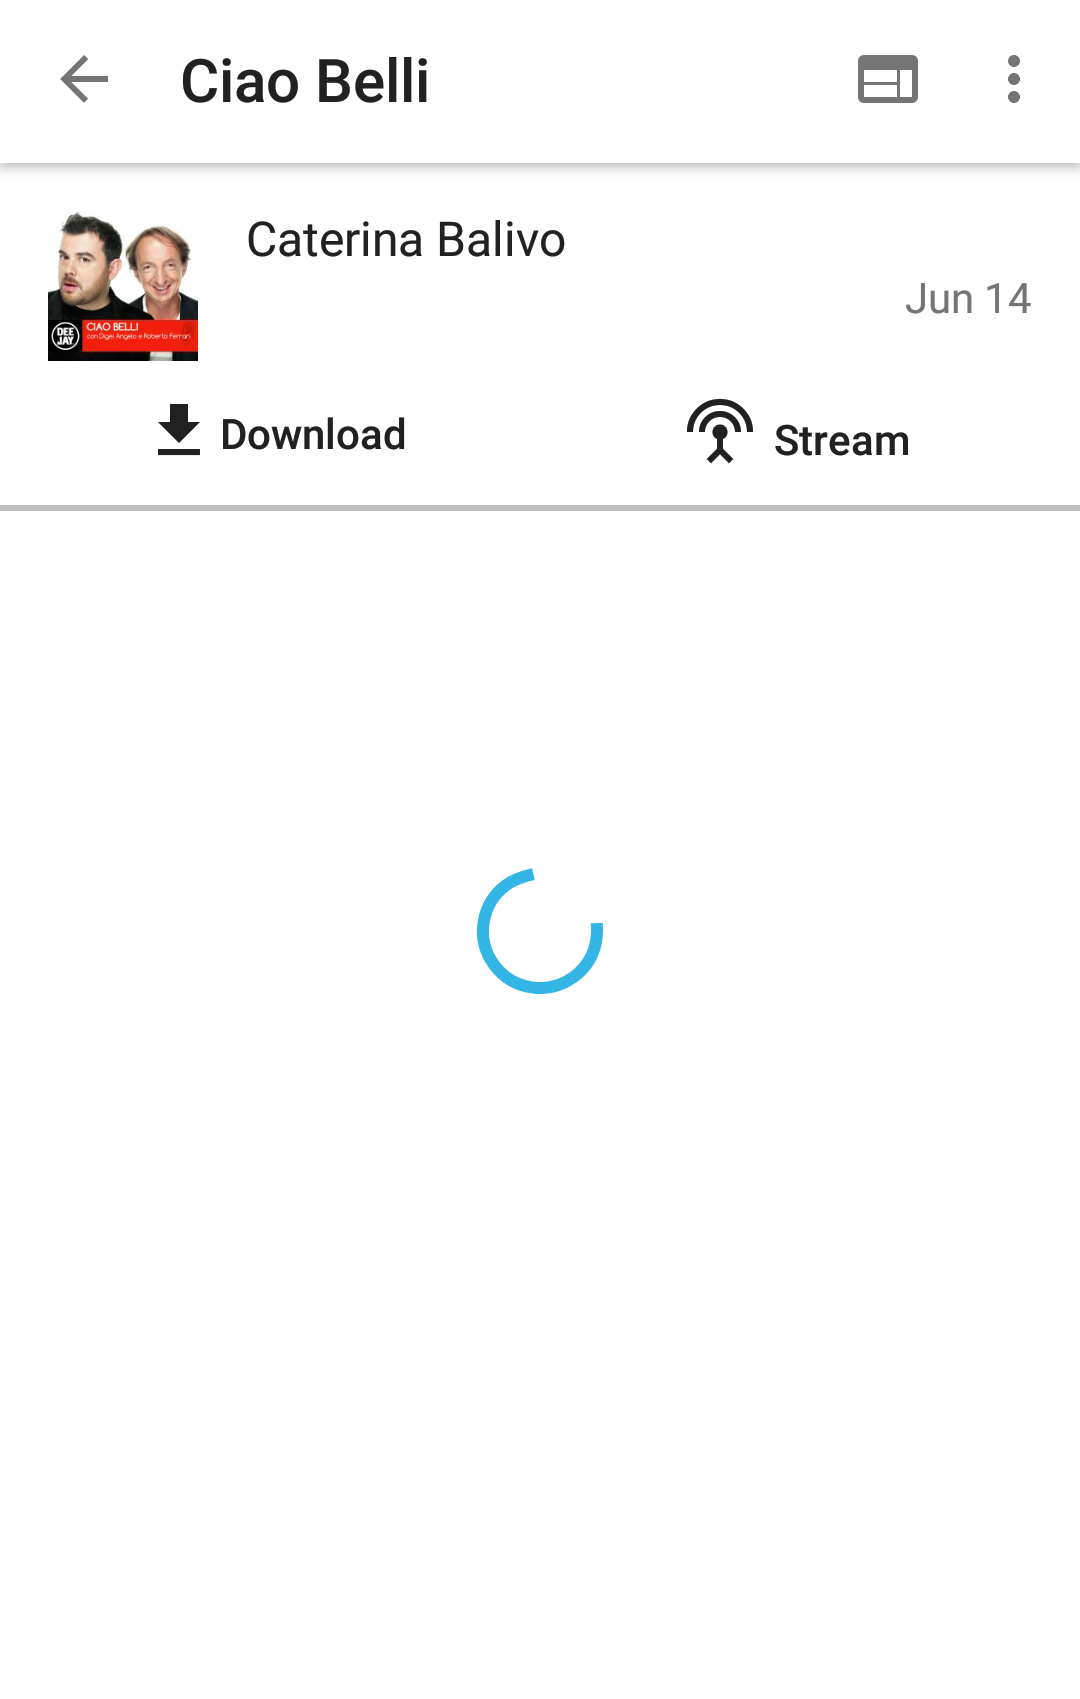 Ciao Belli
Caterina Balivo
Jun 14
DEE
JAY
CIAO BELLI
con Digei Angelo e Roberto Ferrari
Download
Stream